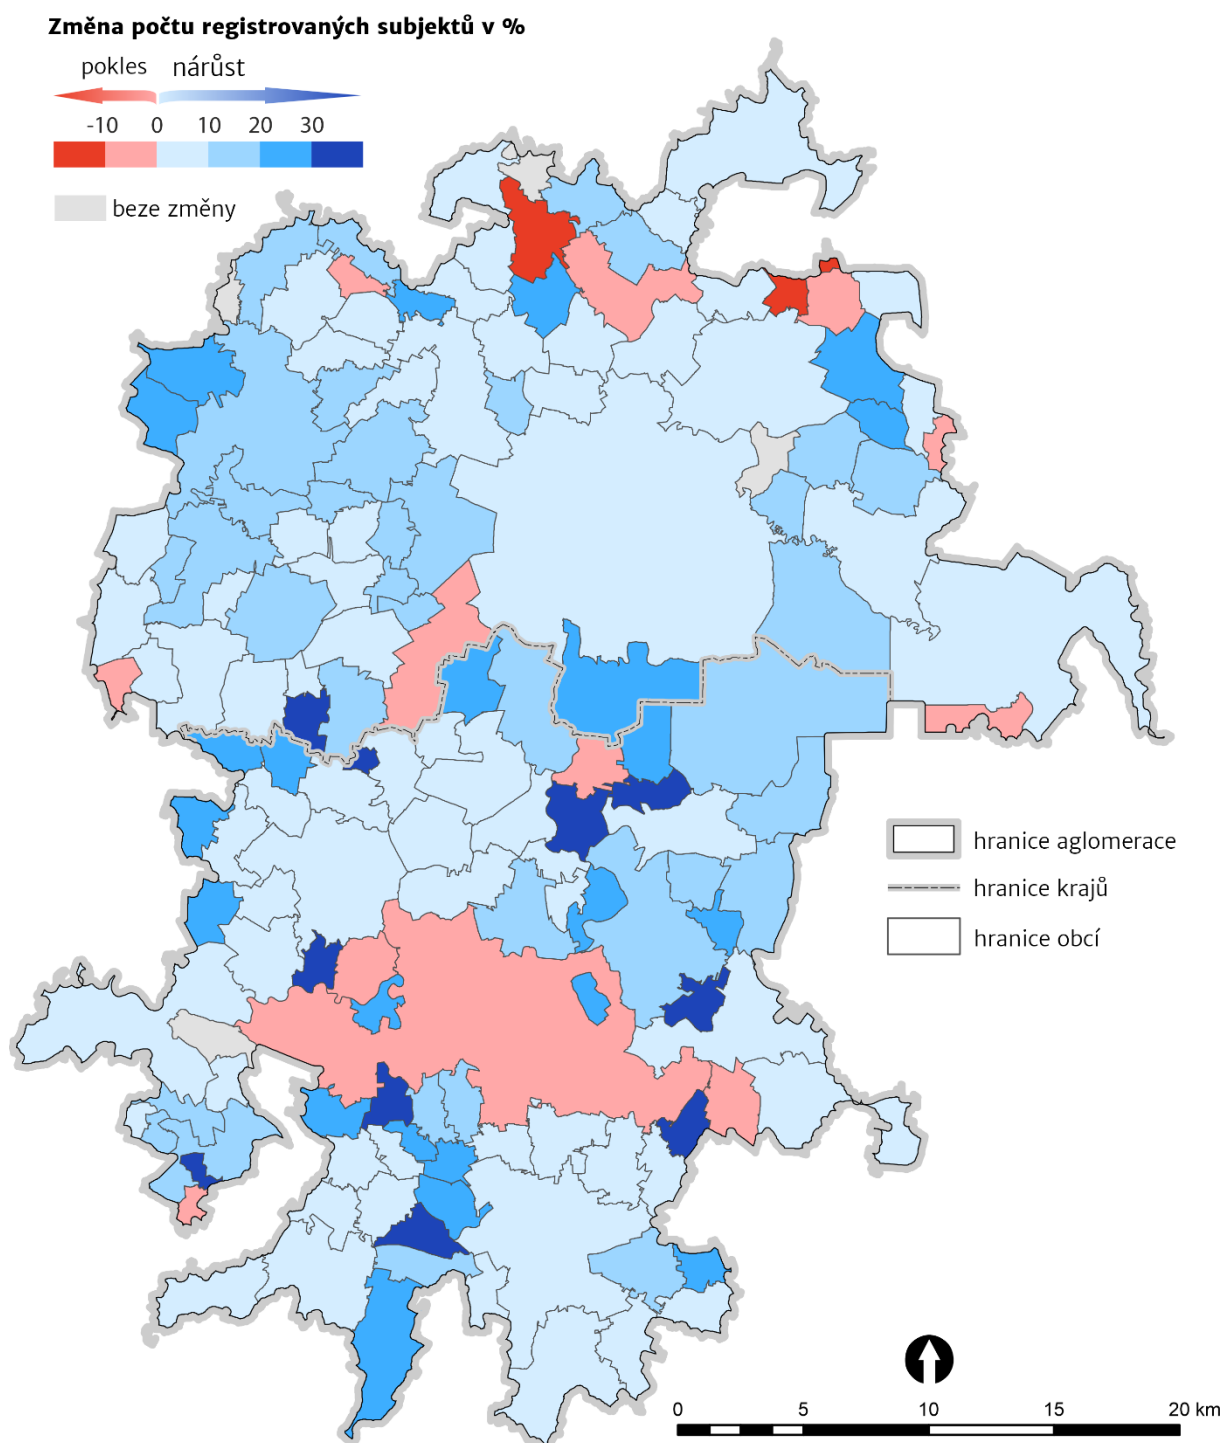 Změna počtu registrovaných subjektů v %
pokles nárůst
-10 0 10 20 30
beze změny
hranice aglomerace
hranice krajů
hranice obcí
0 5 10 15 20 km